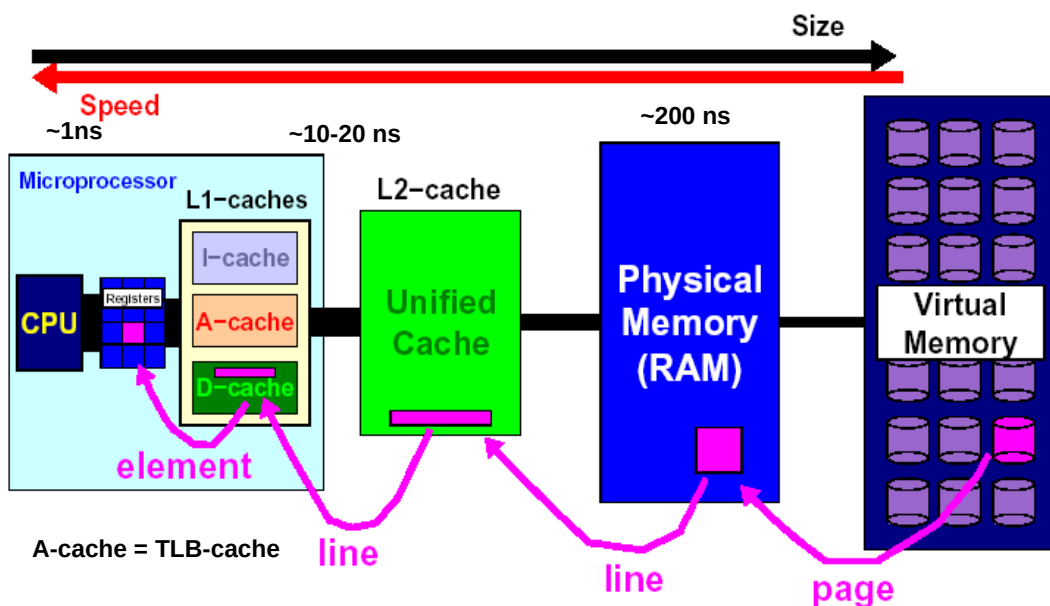 Size
Speed
~1ns
~10-20 ns
~200 ns
Microprocessor
L1-caches
L2-cache
I-cache
Registers
CPU
A-cache
Unified
Cache
Physical
Memory
(RAM)
Virtual
Memory
D-cache
element
A-cache = TLB-cache
line
line
page